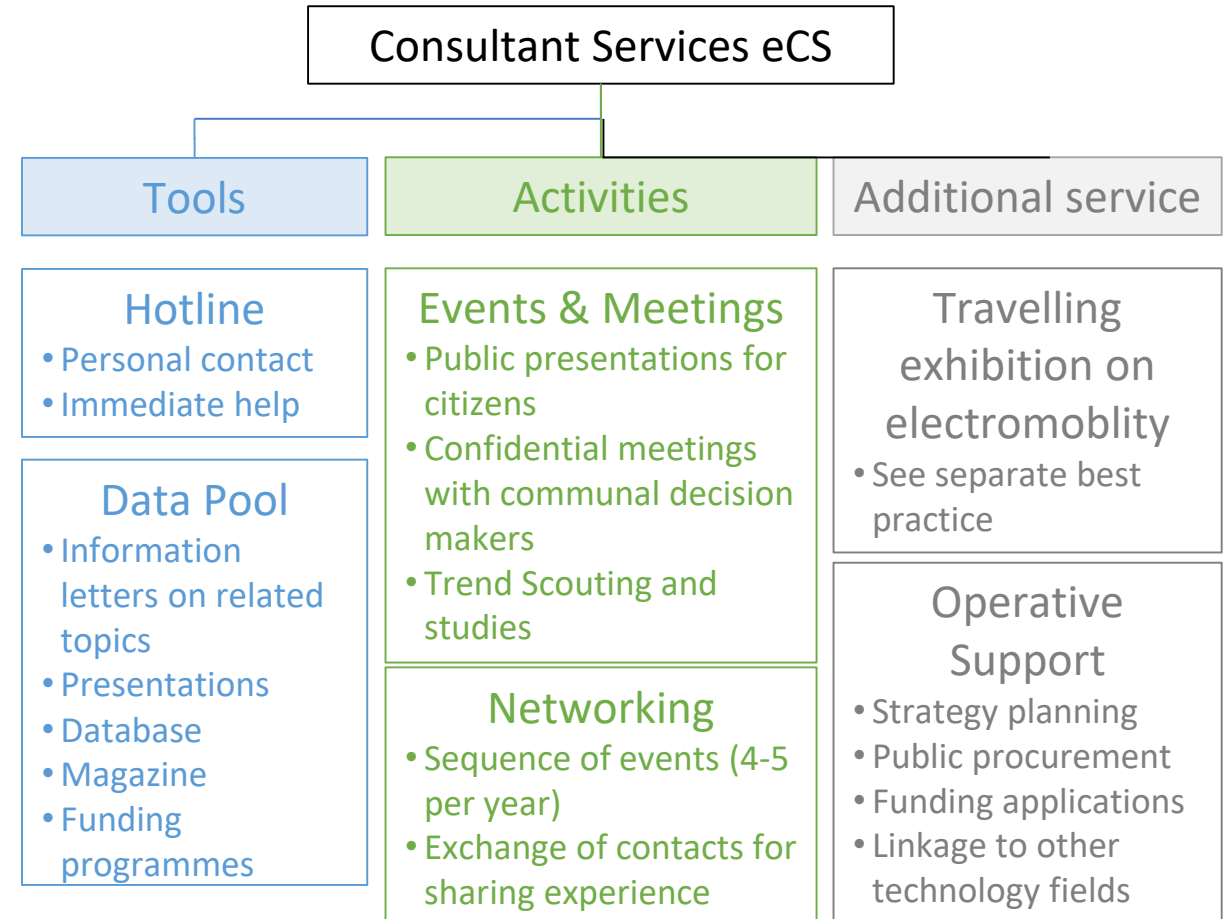 Consultant Services eCS
Tools
Hotline
• Personal contact
• Immediate help
Data Pool
• Information
letters on related
topics
• Presentations
• Database
• Magazine
• Funding
programmes
Activities
Events & Meetings
• Public presentations for
citizens
• Confidential meetings
with communal decision
makers
• Trend Scouting and
studies
Networking
• Sequence of events (4-5
per year)
• Exchange of contacts for
sharing experience
Additional service
Travelling
exhibition on
electromoblity
• See separate best
practice
Operative
Support
• Strategy planning
• Public procurement
• Funding applications
• Linkage to other
technology fields